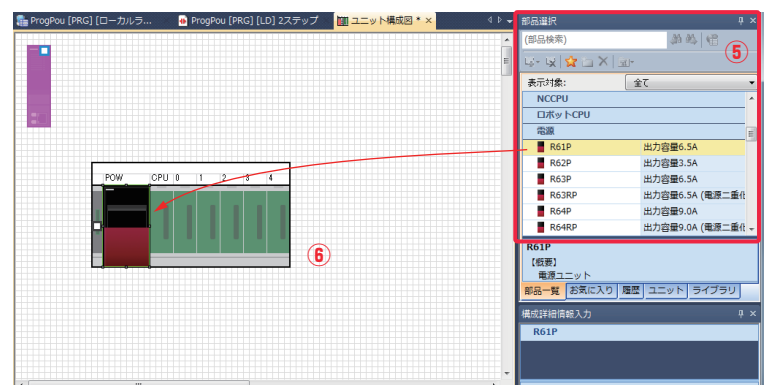 ProgPou [PRG] [ローカルラ...
ProgPou [PRG] [LD] 2ステップ
ユニット構成図 *
部品選択
(部品検索)
⑤
表示対象:
全て
NCCPU
ロボットCPU
電源
R61P
出力容量6.5A
R62P
出力容量3.5A
R63P
出力容量6.5A
R63RP
出力容量6.5A (電源二重化
R64P
出力容量9.0A
R64RP
出力容量9.0A (電源二重化
POW
CPU
0
1
2
3
4
⑥
R61P
【概要】
電源ユニット
部品一覧
お気に入り
履歴
ユニット
ライブラリ
構成詳細情報入力
R61P